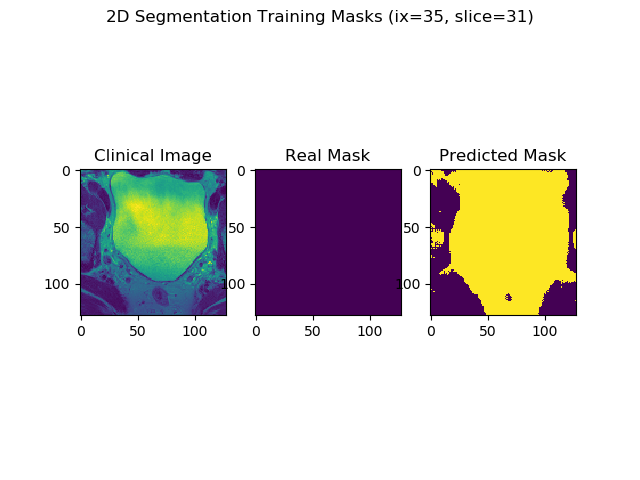 2D Segmentation Training Masks (ix=35, slice=31)
Clinical Image Real Mask Predicted Mask
0 0 0
50 50 50
100 100 100
0 50 100 0 50 100 0 50 100